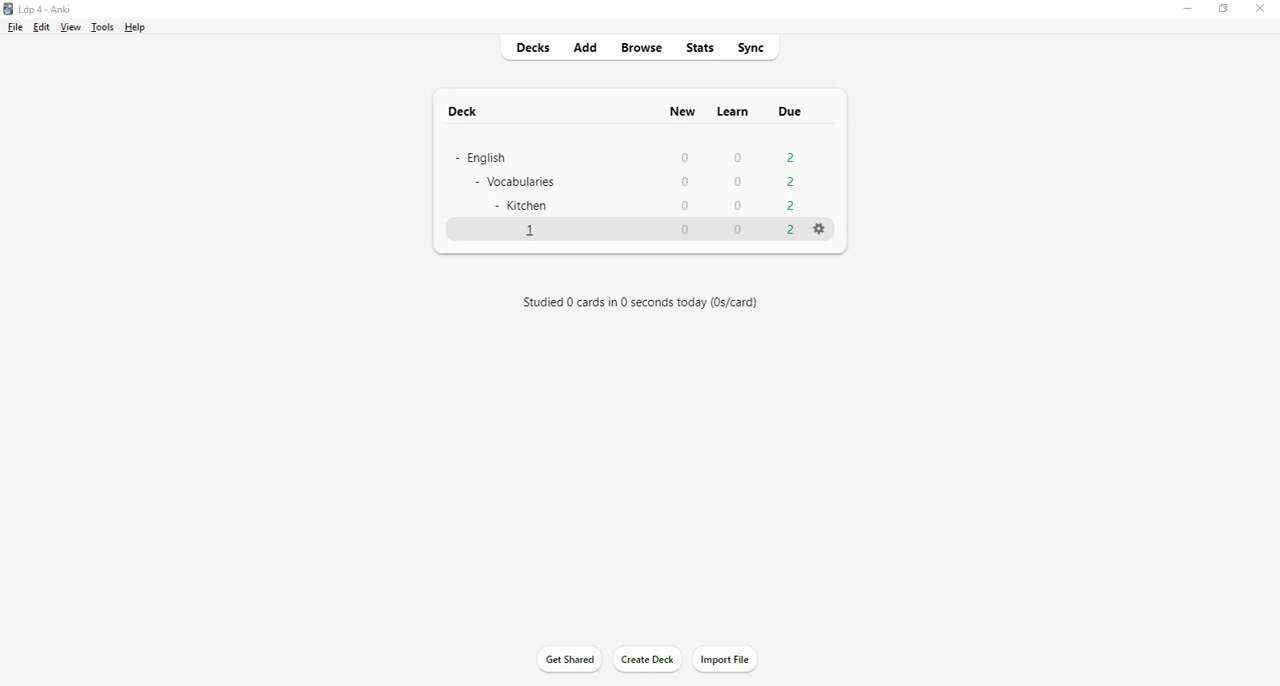 Lớp 4 - Anki
File Edit View Tools Help
Decks Add Browse Stats Sync
Deck New Learn Due
- English 0 0 2
- Vocabularies 0 0 2
- Kitchen 0 0 2
1 0 0 2
Studied 0 cards in 0 seconds today (0s/card)
Get Shared Create Deck Import File